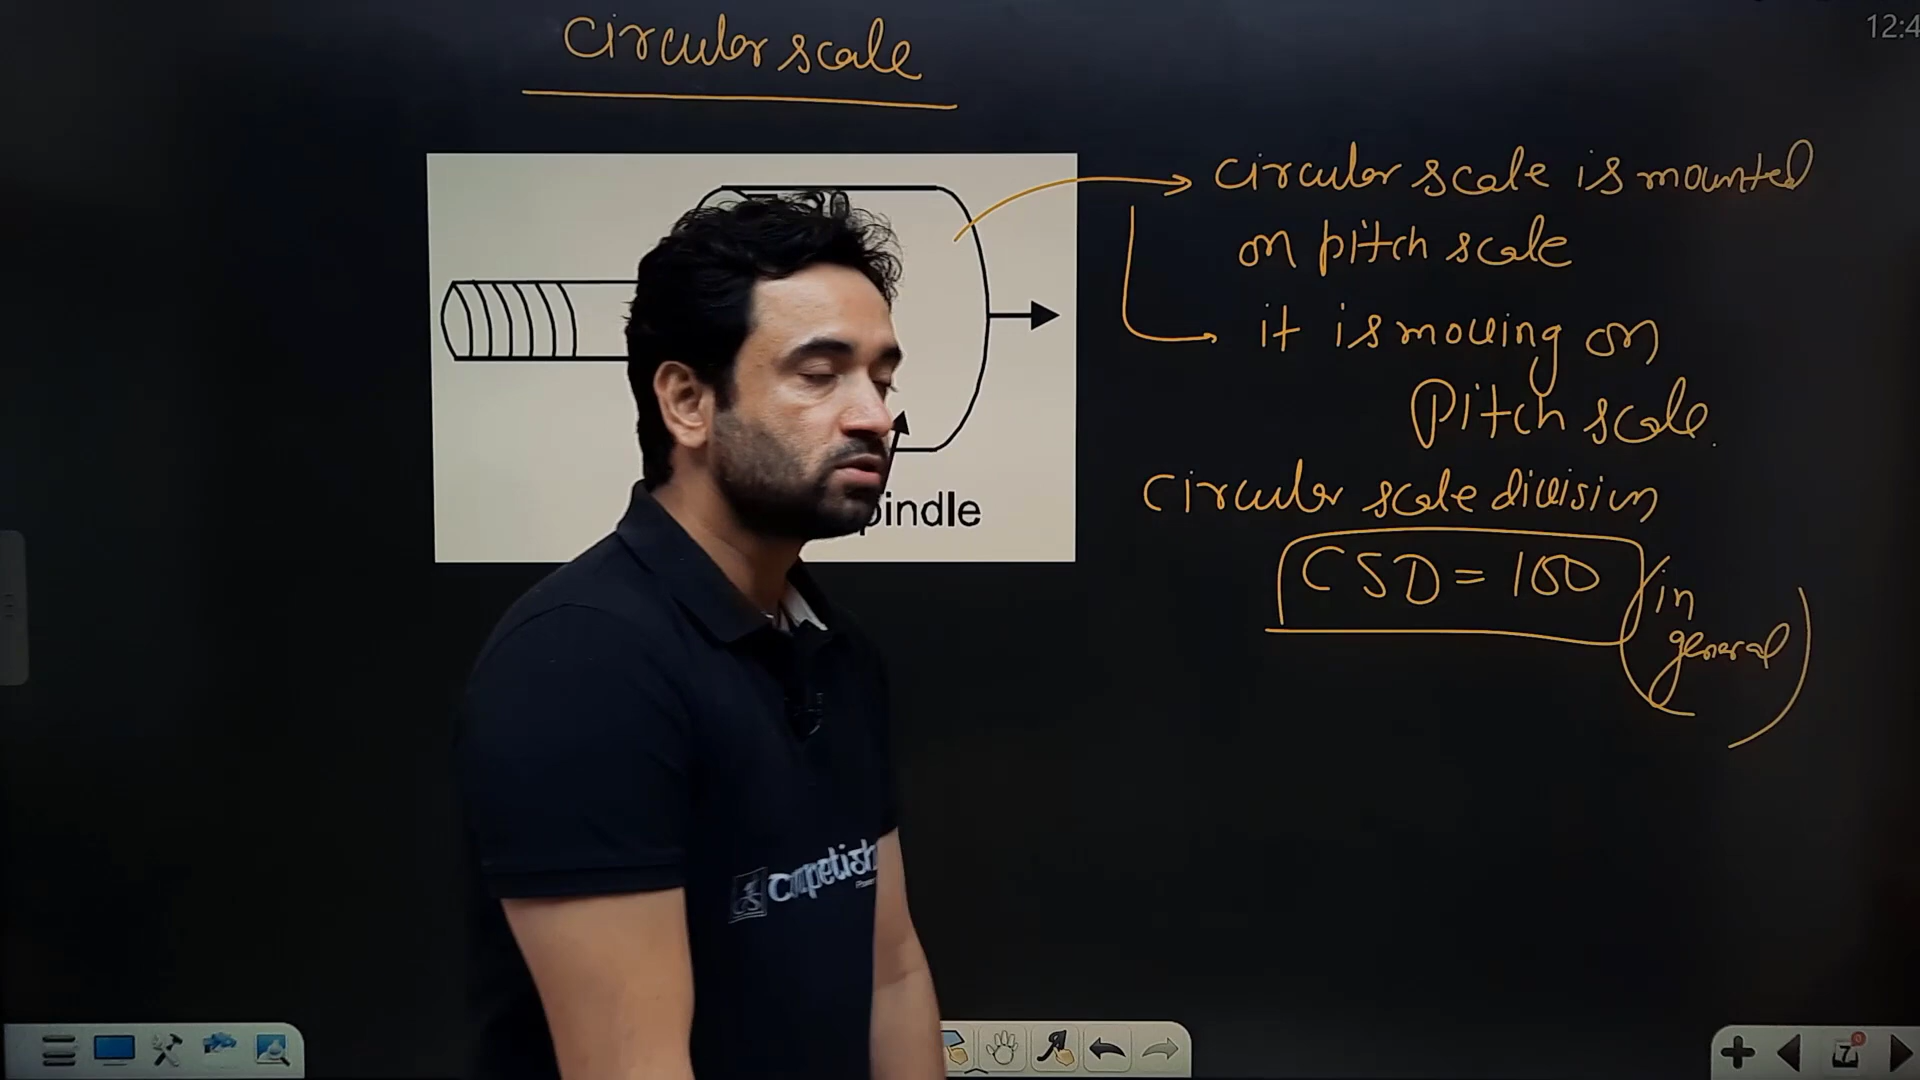 12:4
circular scale
circular scale is mounted
on pitch scale
it is moving on
Pitch scale.
circular scale division
CSD = 100 (in
general)
pindle
competish
7